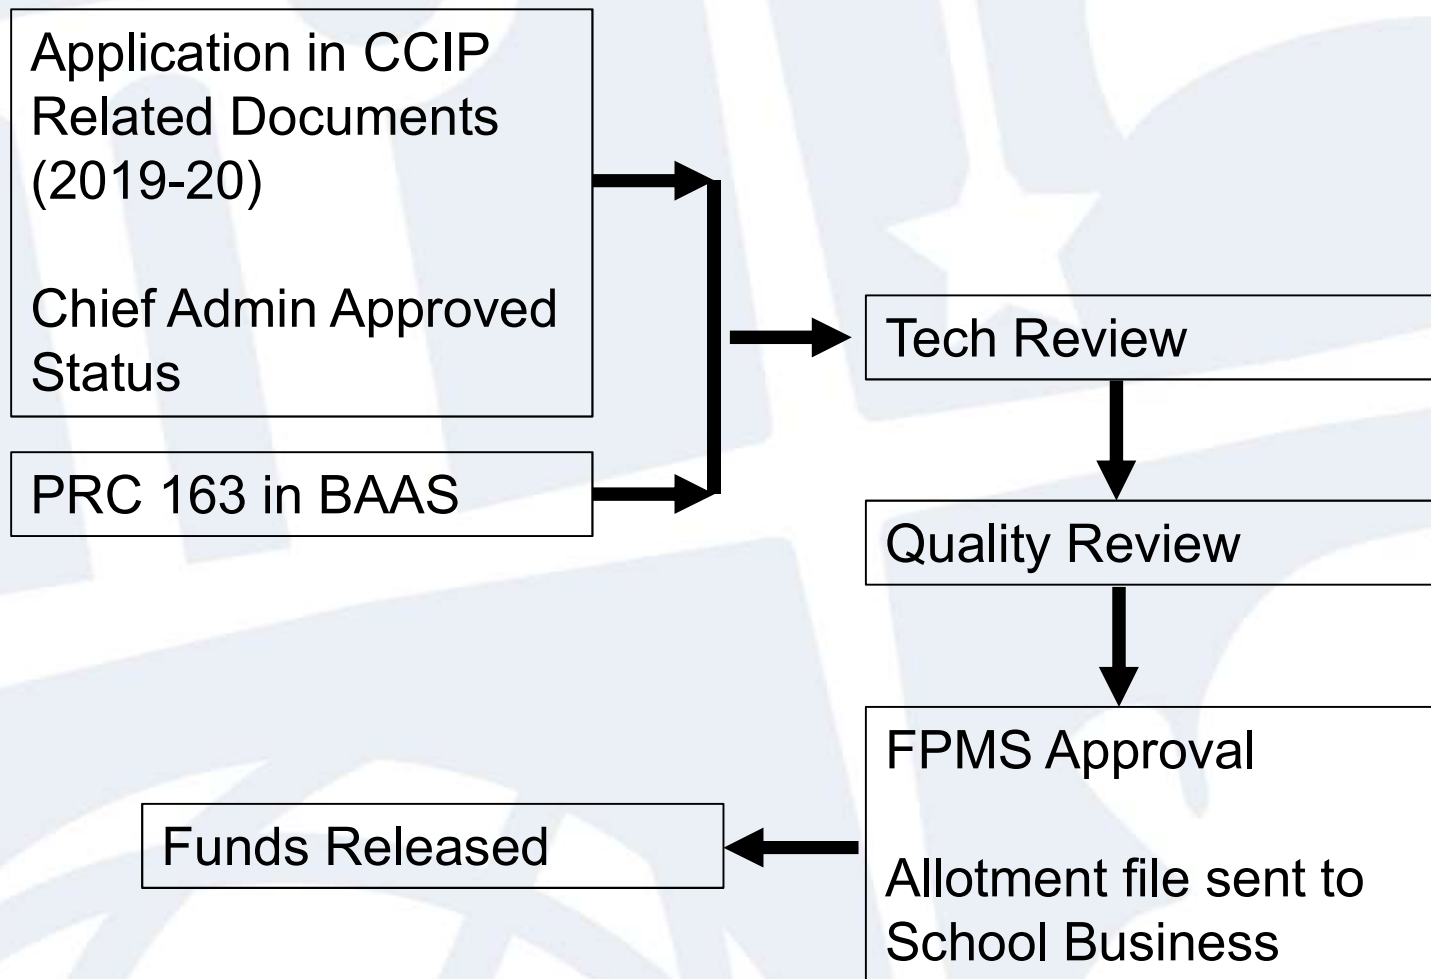 Application in CCIP
Related Documents
(2019-20)
Chief Admin Approved
Status
PRC 163 in BAAS
Tech Review
Quality Review
FPMS Approval
Allotment file sent to
School Business
Funds Released